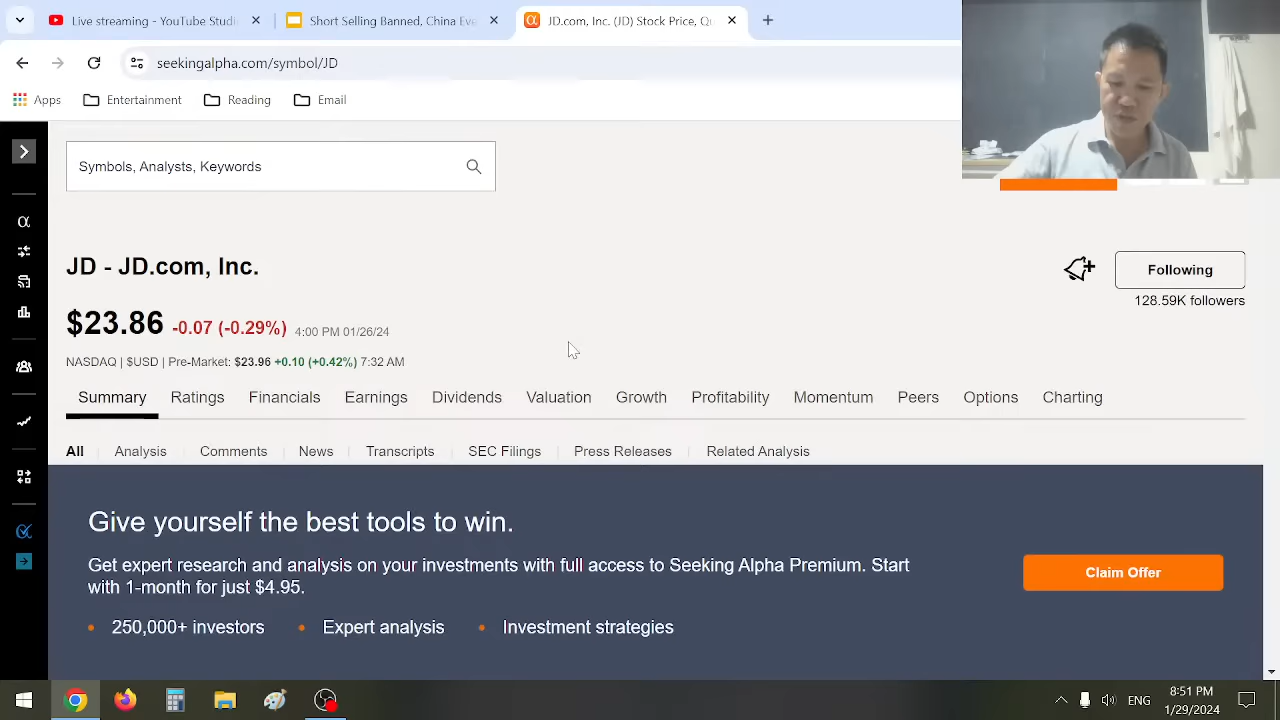 Live streaming - YouTube Studi
Short Selling Banned, China Eve
JD.com, Inc. (JD) Stock Price, Qu
seekingalpha.com/symbol/JD
Apps
Entertainment
Reading
Email
Symbols, Analysts, Keywords
JD - JD.com, Inc.
Following
128.59K followers
$23.86 -0.07 (-0.29%) 4:00 PM 01/26/24
NASDAQ | $USD | Pre-Market: $23.96 +0.10 (+0.42%) 7:32 AM
Summary Ratings Financials Earnings Dividends Valuation Growth Profitability Momentum Peers Options Charting
All Analysis Comments News Transcripts SEC Filings Press Releases Related Analysis
Give yourself the best tools to win.
Get expert research and analysis on your investments with full access to Seeking Alpha Premium. Start
with 1-month for just $4.95.
Claim Offer
250,000+ investors
Expert analysis
Investment strategies
ENG
8:51 PM
1/29/2024